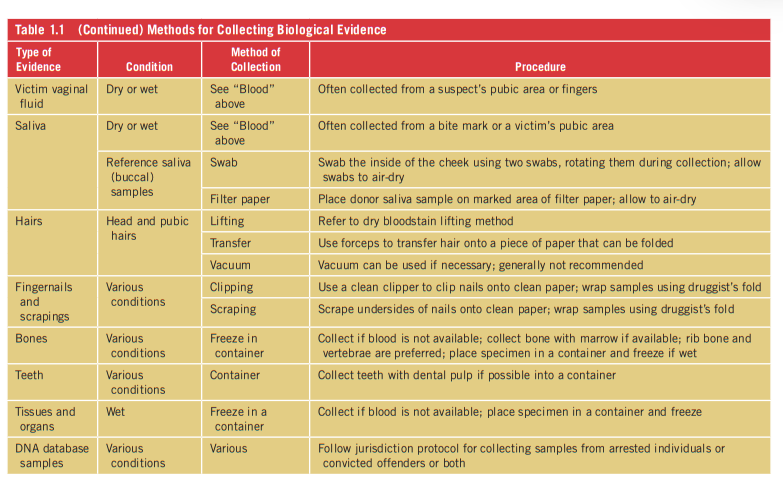 Table 1.1 (Continued) Methods for Collecting Biological Evidence
Type of
Evidence
Condition
Method of
Collection
Procedure
Victim vaginal
fluid
Dry or wet
See “Blood”
above
Often collected from a suspect’s pubic area or fingers
Saliva
Dry or wet
See “Blood”
above
Often collected from a bite mark or a victim’s pubic area
Reference saliva
(buccal)
samples
Swab
Swab the inside of the cheek using two swabs, rotating them during collection; allow
swabs to air-dry
Filter paper
Place donor saliva sample on marked area of filter paper; allow to air-dry
Hairs
Head and pubic
hairs
Lifting
Refer to dry bloodstain lifting method
Transfer
Use forceps to transfer hair onto a piece of paper that can be folded
Vacuum
Vacuum can be used if necessary; generally not recommended
Fingernails
and
scrapings
Various
conditions
Clipping
Use a clean clipper to clip nails onto clean paper; wrap samples using druggist’s fold
Scraping
Scrape undersides of nails onto clean paper; wrap samples using druggist’s fold
Bones
Various
conditions
Freeze in
container
Collect if blood is not available; collect bone with marrow if available; rib bone and
vertebrae are preferred; place specimen in a container and freeze if wet
Teeth
Various
conditions
Container
Collect teeth with dental pulp if possible into a container
Tissues and
organs
Wet
Freeze in a
container
Collect if blood is not available; place specimen in a container and freeze
DNA database
samples
Various
conditions
Various
Follow jurisdiction protocol for collecting samples from arrested individuals or
convicted offenders or both